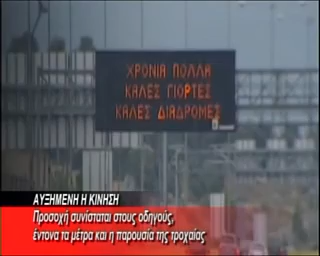 ΧΡΟΝΙΑ ΠΟΛΛΑ
ΚΑΛΕΣ ΓΙΟΡΤΕΣ
ΚΑΛΕΣ ΔΙΑΔΡΟΜΕΣ
ΑΥΞΗΜΕΝΗ Η ΚΙΝΗΣΗ
Προσοχή συνίσταται στους οδηγούς,
έντονα τα μέτρα και η παρουσία της τροχαίας